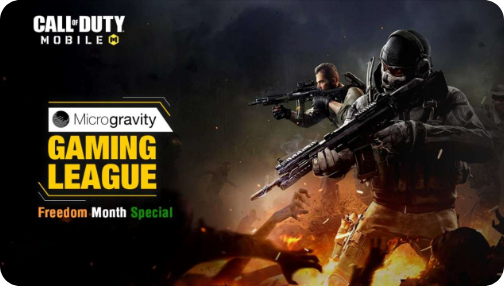 CALL OF DUTY
MOBILE
Microgravity
GAMING
LEAGUE
Freedom Month Special